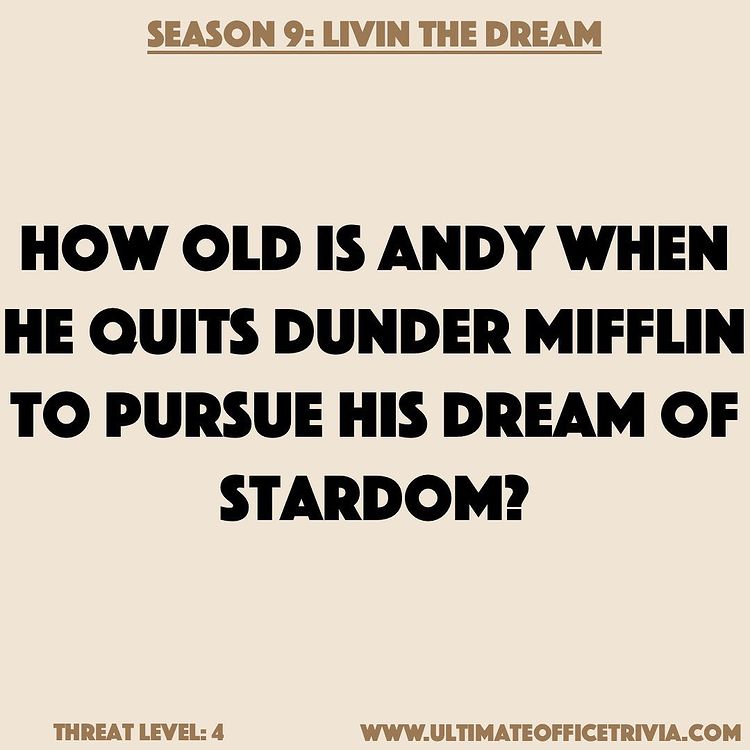 SEASON 9: LIVIN THE DREAM
HOW OLD IS ANDY WHEN
HE QUITS DUNDER MIFFLIN
TO PURSUE HIS DREAM OF
STARDOM?
THREAT LEVEL: 4
WWW.ULTIMATEOFFICETRIVIA.COM